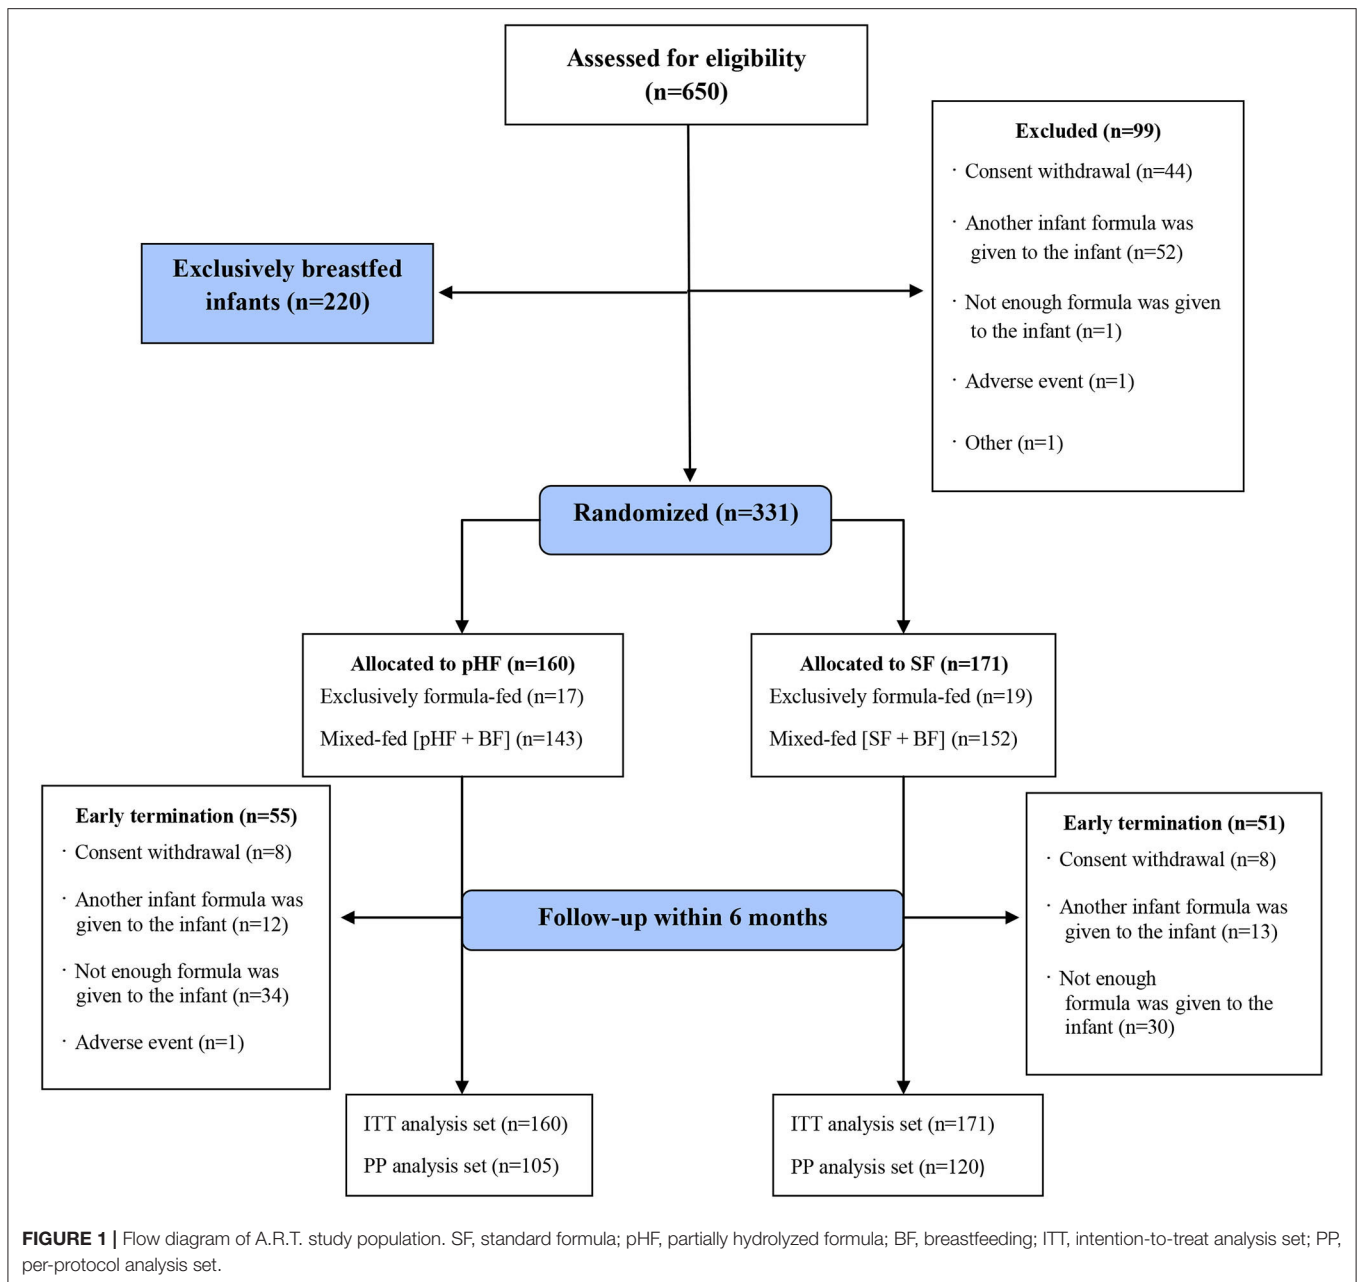 Assessed for eligibility
(n=650)
Excluded (n=99)
· Consent withdrawal (n=44)
· Another infant formula was
given to the infant (n=52)
· Not enough formula was given
to the infant (n=1)
· Adverse event (n=1)
· Other (n=1)
Exclusively breastfed
infants (n=220)
Randomized (n=331)
Allocated to pHF (n=160)
Exclusively formula-fed (n=17)
Mixed-fed [pHF + BF] (n=143)
Allocated to SF (n=171)
Exclusively formula-fed (n=19)
Mixed-fed [SF + BF] (n=152)
Early termination (n=55)
· Consent withdrawal (n=8)
· Another infant formula was
given to the infant (n=12)
· Not enough formula was
given to the infant (n=34)
· Adverse event (n=1)
Follow-up within 6 months
Early termination (n=51)
· Consent withdrawal (n=8)
· Another infant formula was
given to the infant (n=13)
· Not enough
formula was given to the
infant (n=30)
ITT analysis set (n=160)
PP analysis set (n=105)
ITT analysis set (n=171)
PP analysis set (n=120)
FIGURE 1 | Flow diagram of A.R.T. study population. SF, standard formula; pHF, partially hydrolyzed formula; BF, breastfeeding; ITT, intention-to-treat analysis set; PP,
per-protocol analysis set.